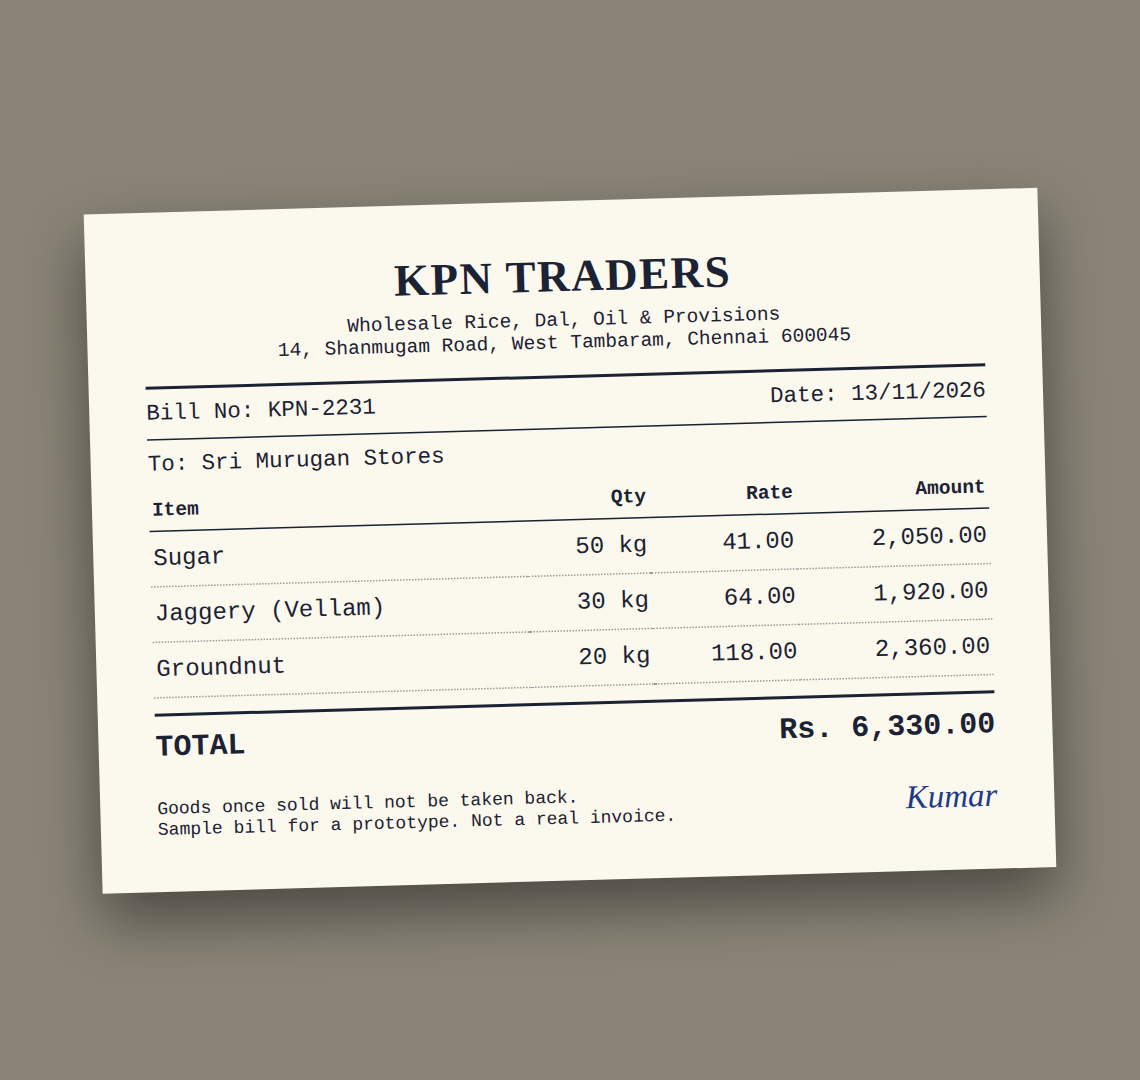 KPN TRADERS
Wholesale Rice, Dal, Oil & Provisions
14, Shanmugam Road, West Tambaram, Chennai 600045
Bill No: KPN-2231 Date: 13/11/2026
To: Sri Murugan Stores
Item Qty Rate Amount
Sugar 50 kg 41.00 2,050.00
Jaggery (Vellam) 30 kg 64.00 1,920.00
Groundnut 20 kg 118.00 2,360.00
TOTAL Rs. 6,330.00
Goods once sold will not be taken back.
Sample bill for a prototype. Not a real invoice.
Kumar